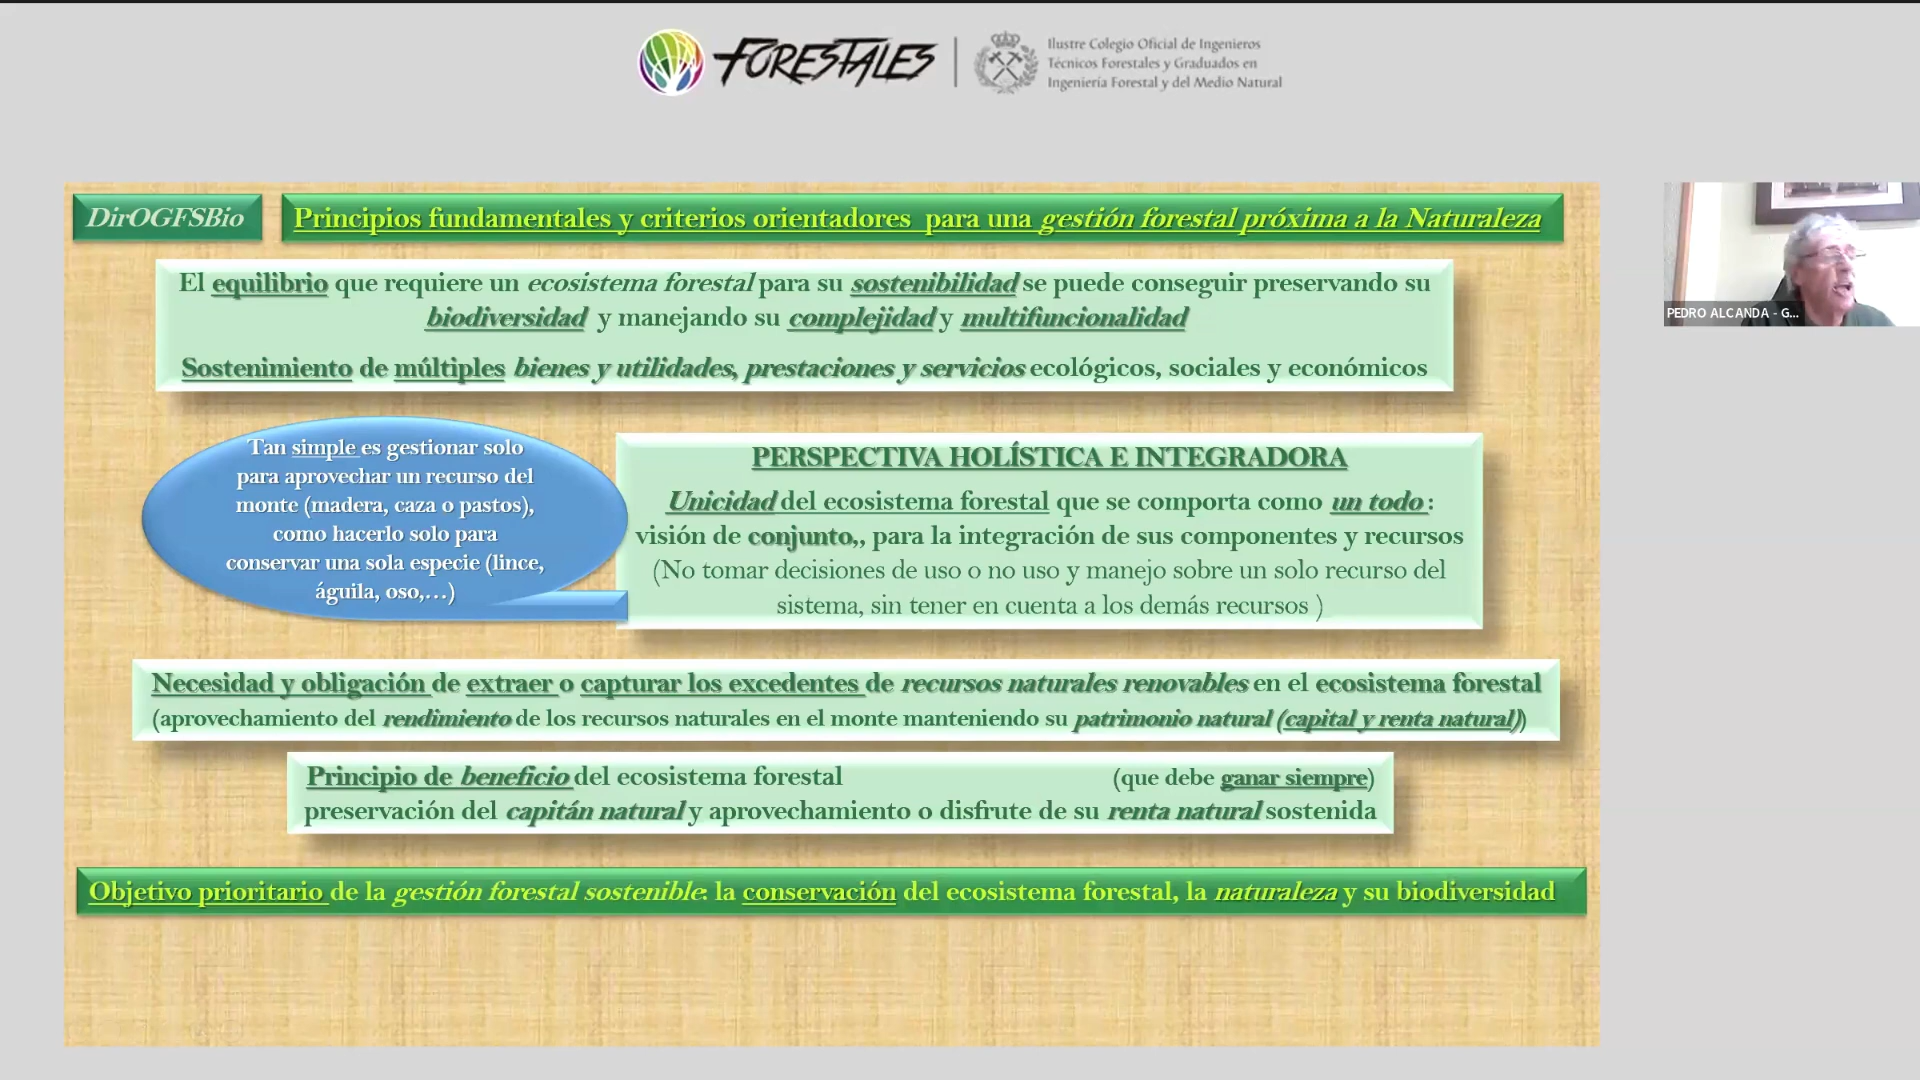 FORESTALES
Ilustre Colegio Oficial de Ingenieros
Técnicos Forestales y Graduados en
Ingeniería Forestal y del Medio Natural
DirOGFSBio
Principios fundamentales y criterios orientadores para una gestión forestal próxima a la Naturaleza
PEDRO ALCANDA - G...
El equilibrio que requiere un ecosistema forestal para su sostenibilidad se puede conseguir preservando su
biodiversidad y manejando su complejidad y multifuncionalidad
Sostenimiento de múltiples bienes y utilidades, prestaciones y servicios ecológicos, sociales y económicos
Tan simple es gestionar solo
para aprovechar un recurso del
monte (madera, caza o pastos),
como hacerlo solo para
conservar una sola especie (lince,
águila, oso,...)
PERSPECTIVA HOLÍSTICA E INTEGRADORA
Unicidad del ecosistema forestal que se comporta como un todo :
visión de conjunto,, para la integración de sus componentes y recursos
(No tomar decisiones de uso o no uso y manejo sobre un solo recurso del
sistema, sin tener en cuenta a los demás recursos )
Necesidad y obligación de extraer o capturar los excedentes de recursos naturales renovables en el ecosistema forestal
(aprovechamiento del rendimiento de los recursos naturales en el monte manteniendo su patrimonio natural (capital y renta natural))
Principio de beneficio del ecosistema forestal (que debe ganar siempre)
preservación del capitán natural y aprovechamiento o disfrute de su renta natural sostenida
Objetivo prioritario de la gestión forestal sostenible: la conservación del ecosistema forestal, la naturaleza y su biodiversidad